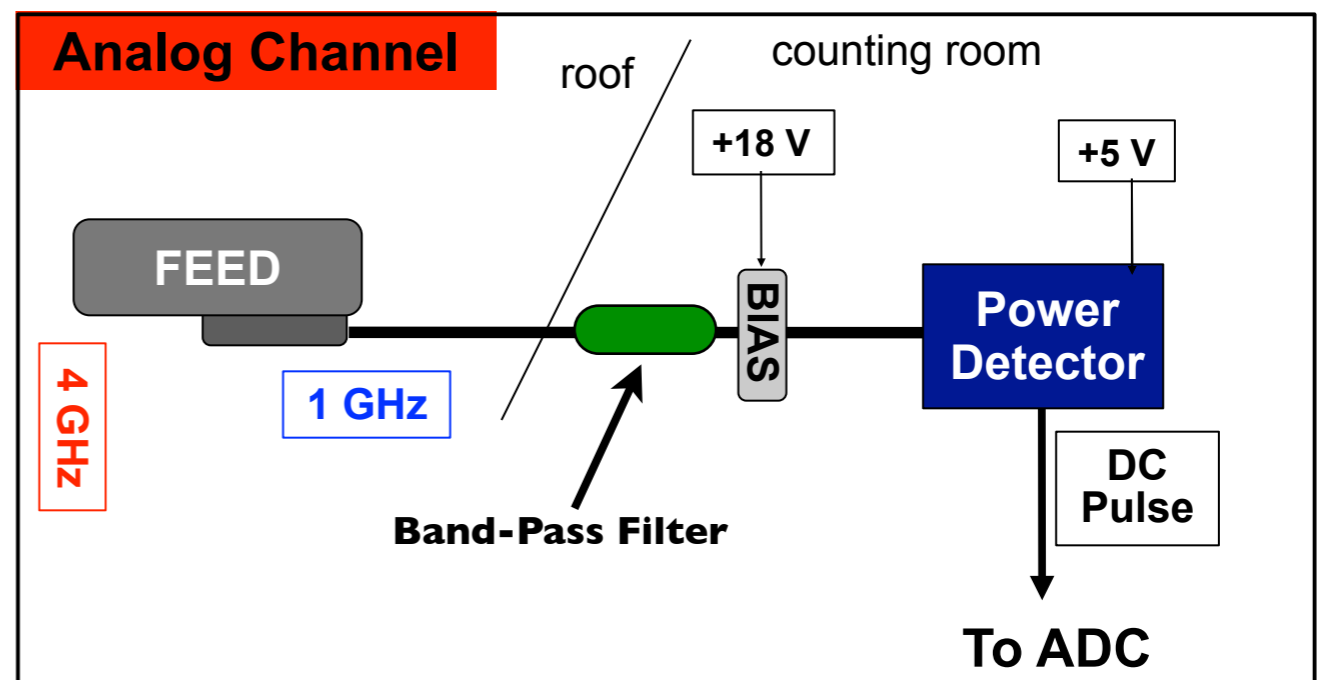 Analog Channel
roof
counting room
+18 V
+5 V
FEED
BIAS
Power
Detector
4 GHz
1 GHz
Band-Pass Filter
DC
Pulse
To ADC